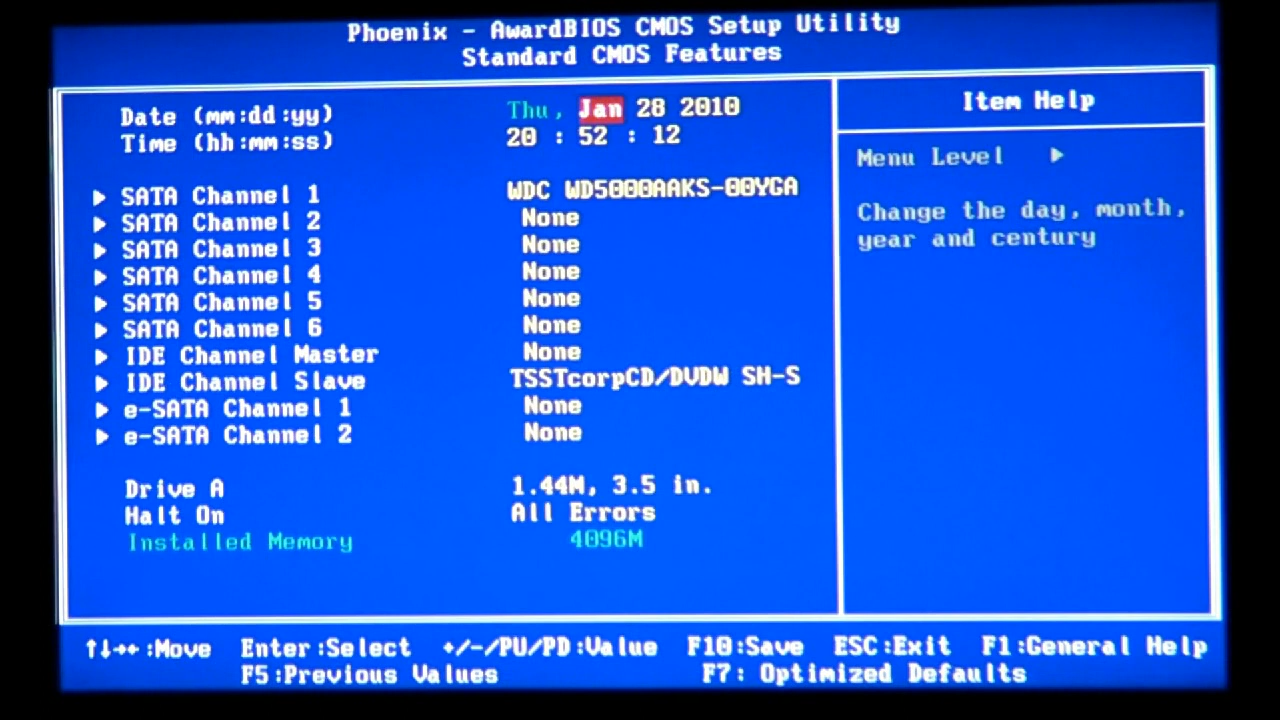 Phoenix - AwardBIOS CMOS Setup Utility
Standard CMOS Features
Date (mm:dd:yy) Thu, Jan 28 2010
Time (hh:mm:ss) 20 : 52 : 12
SATA Channel 1 WDC WD5000AAKS-00YGA
SATA Channel 2 None
SATA Channel 3 None
SATA Channel 4 None
SATA Channel 5 None
SATA Channel 6 None
IDE Channel Master None
IDE Channel Slave TSSTcorpCD/DVDW SH-S
e-SATA Channel 1 None
e-SATA Channel 2 None
Drive A 1.44M, 3.5 in.
Halt On All Errors
Installed Memory 4096M
Item Help
Menu Level ▶
Change the day, month,
year and century
↑↓→←:Move Enter:Select +/-/PU/PD:Value F10:Save ESC:Exit F1:General Help
F5:Previous Values F7: Optimized Defaults